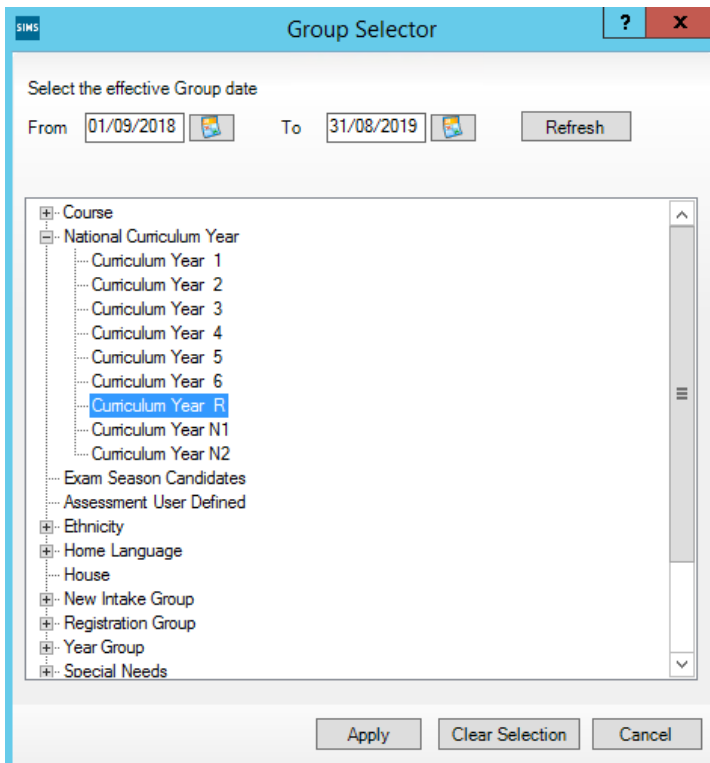 SIMS Group Selector ? x
Select the effective Group date
From 01/09/2018 To 31/08/2019 Refresh
Course
National Curriculum Year
Curriculum Year 1
Curriculum Year 2
Curriculum Year 3
Curriculum Year 4
Curriculum Year 5
Curriculum Year 6
Curriculum Year R
Curriculum Year N1
Curriculum Year N2
Exam Season Candidates
Assessment User Defined
Ethnicity
Home Language
House
New Intake Group
Registration Group
Year Group
Special Needs
Apply Clear Selection Cancel